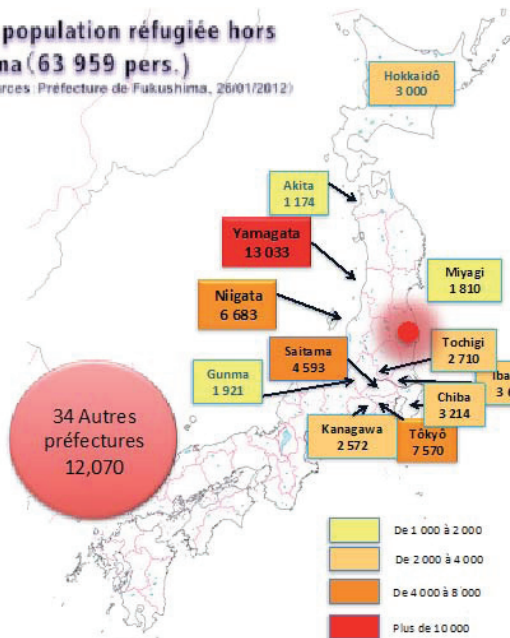 population réfugiée hors
ma(63 959 pers.)
rces: Préfecture de Fukushima, 26/01/2012)
Hokkaidô
3 000
Akita
1 174
Yamagata
13 033
Miyagi
1 810
Niigata
6 683
Saitama
4 593
Tochigi
2 710
Iba
3
Gunma
1 921
Chiba
3 214
Kanagawa
2 572
Tôkyô
7 570
34 Autres
préfectures
12,070
De 1 000 à 2 000
De 2 000 à 4 000
De 4 000 à 8 000
Plus de 10 000